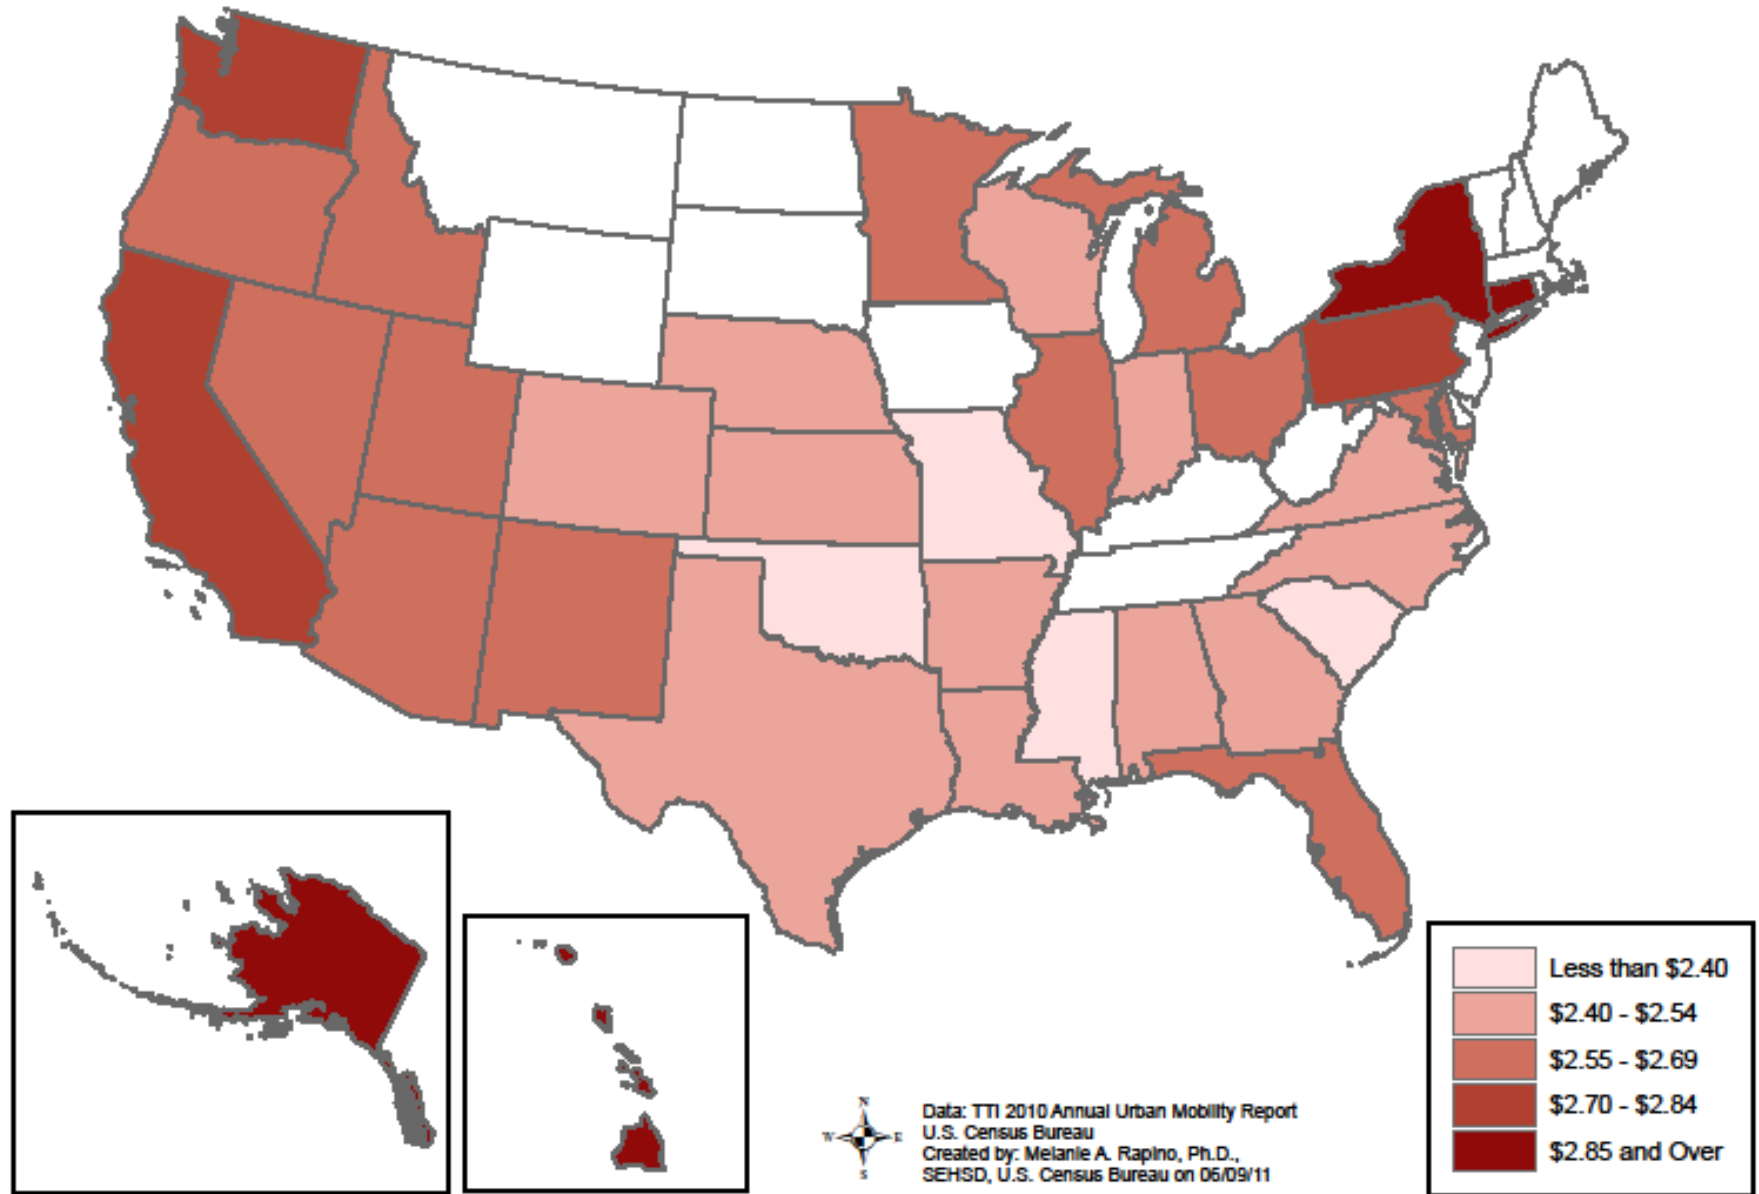 Less than $2.40
$2.40 - $2.54
$2.55 - $2.69
$2.70 - $2.84
$2.85 and Over
N
W E
S
Data: TTI 2010 Annual Urban Mobility Report
U.S. Census Bureau
Created by: Melanie A. Rapino, Ph.D.,
SEHSD, U.S. Census Bureau on 06/09/11